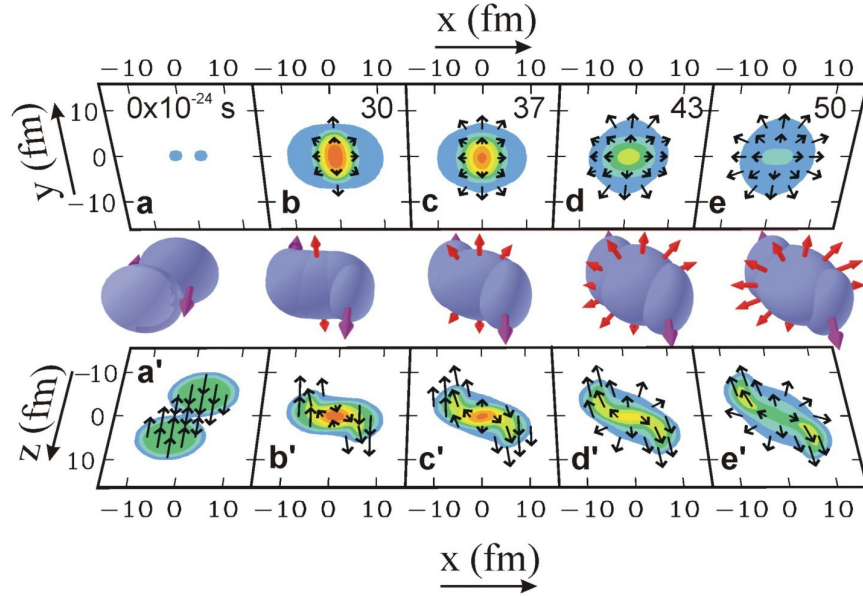 x (fm)
−10 0 10 −10 0 10 −10 0 10 −10 0 10 −10 0 10
y (fm)
10
0
−10
0x10⁻²⁴ s
30
37
43
50
a
b
c
d
e
z (fm)
−10
0
10
a'
b'
c'
d'
e'
−10 0 10 −10 0 10 −10 0 10 −10 0 10 −10 0 10
x (fm)